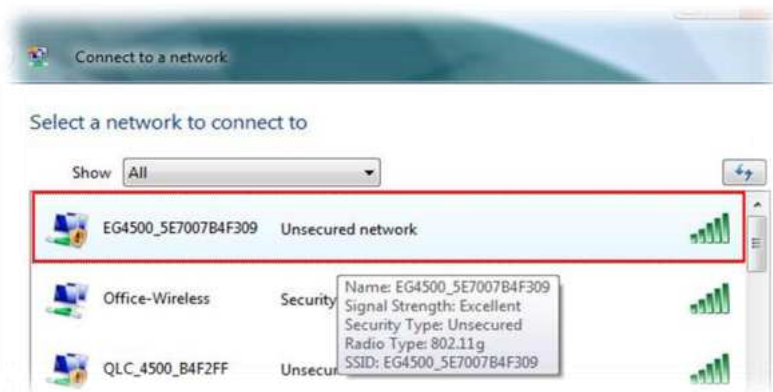 Connect to a network
Select a network to connect to
Show All
EG4500_5E7007B4F309 Unsecured network
Office-Wireless Security
Name: EG4500_5E7007B4F309
Signal Strength: Excellent
Security Type: Unsecured
Radio Type: 802.11g
SSID: EG4500_5E7007B4F309
QLC_4500_B4F2FF Unsecur